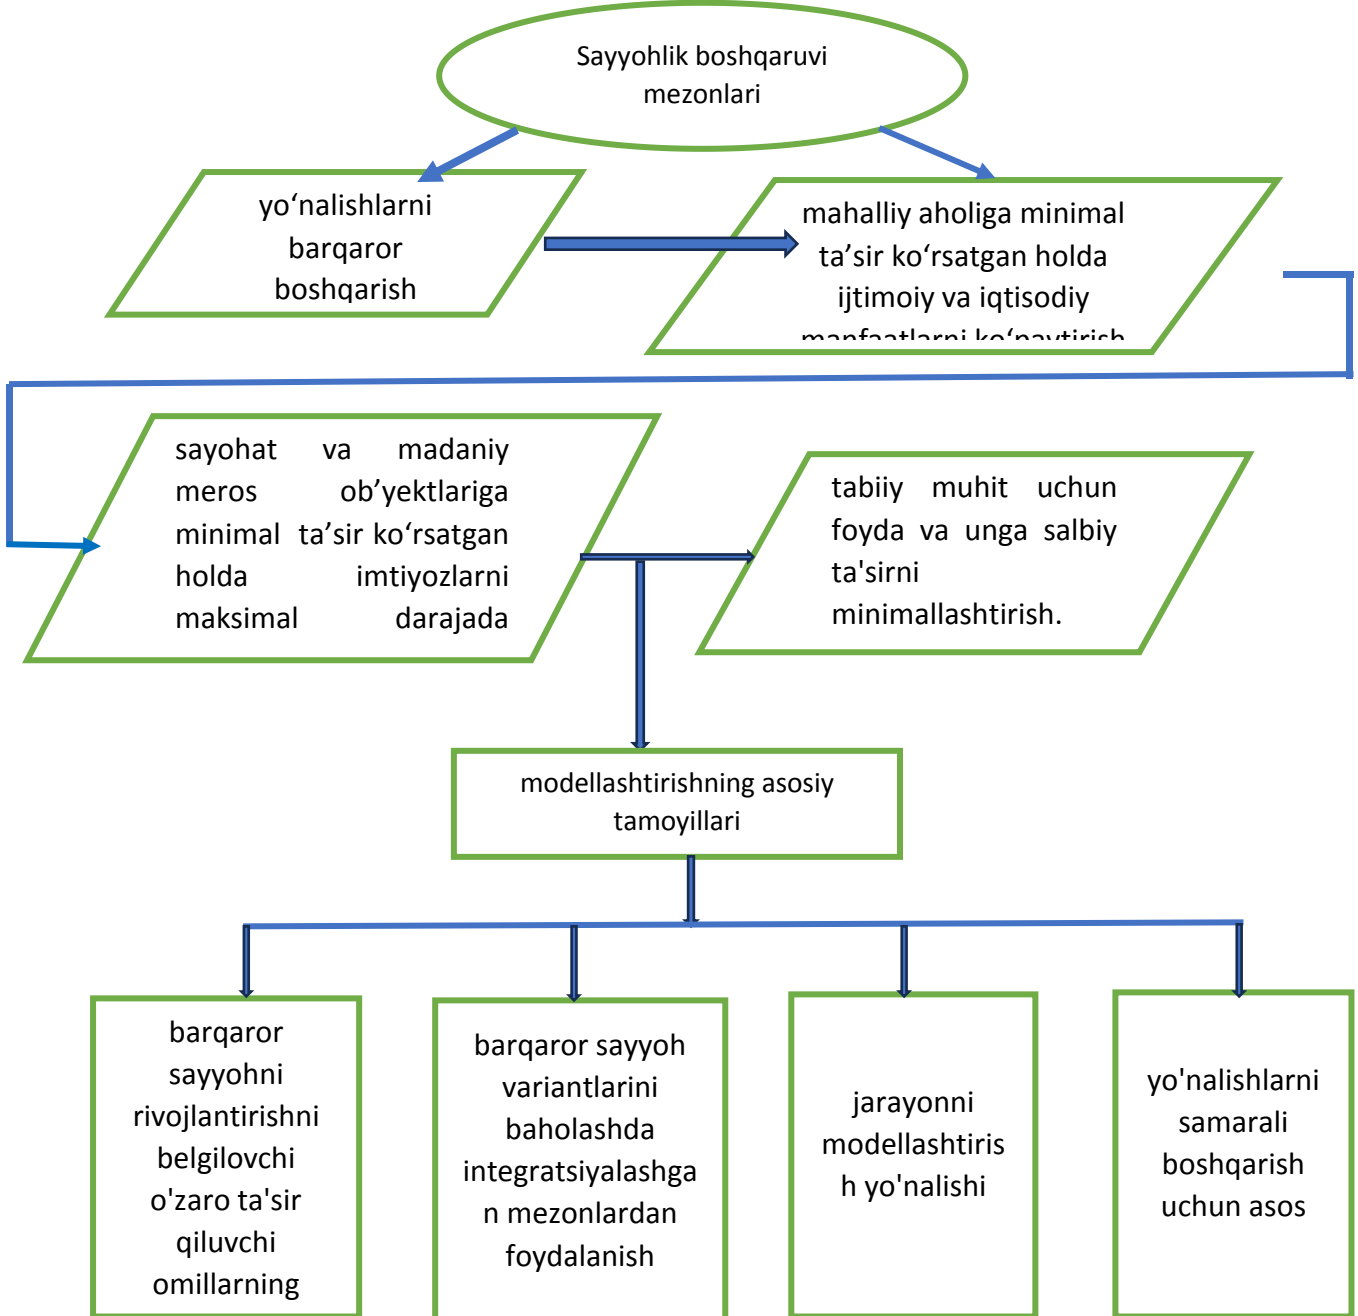 Sayyohlik boshqaruvi
mezonlari
yo‘nalishlarni
barqaror
boshqarish
mahalliy aholiga minimal
ta’sir ko‘rsatgan holda
ijtimoiy va iqtisodiy
manfaatlarni ko‘paytirish
sayohat va madaniy
meros ob’yektlariga
minimal ta’sir ko‘rsatgan
holda imtiyozlarni
maksimal darajada
tabiiy muhit uchun
foyda va unga salbiy
ta'sirni
minimallashtirish.
modellashtirishning asosiy
tamoyillari
barqaror
sayyohni
rivojlantirishni
belgilovchi
o'zaro ta'sir
qiluvchi
omillarning
barqaror sayyoh
variantlarini
baholashda
integratsiyalashga
n mezonlardan
foydalanish
jarayonni
modellashtiris
h yo'nalishi
yo'nalishlarni
samarali
boshqarish
uchun asos